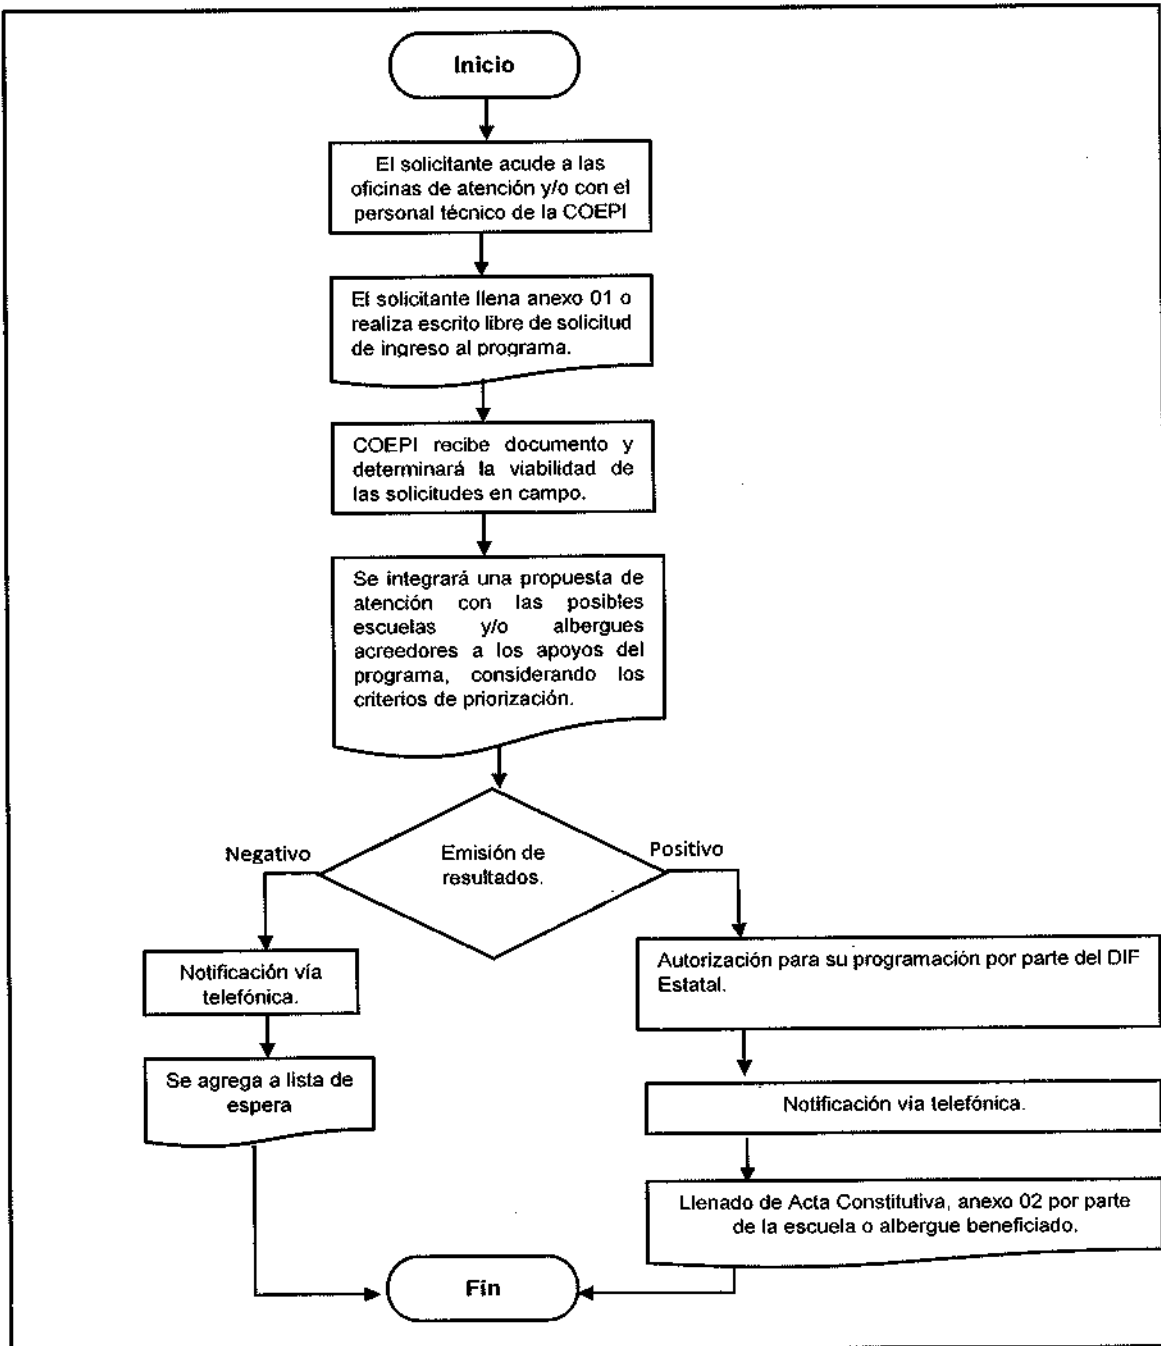 Inicio
El solicitante acude a las
oficinas de atención y/o con el
personal técnico de la COEPI
El solicitante llena anexo 01 o
realiza escrito libre de solicitud
de ingreso al programa.
COEPI recibe documento y
determinará la viabilidad de
las solicitudes en campo.
Se integrará una propuesta de
atención con las posibles
escuelas y/o albergues
acreedores a los apoyos del
programa, considerando los
criterios de priorización.
Emisión de
resultados.
Negativo
Positivo
Notificación vía
telefónica.
Se agrega a lista de
espera
Autorización para su programación por parte del DIF
Estatal.
Notificación via telefónica.
Llenado de Acta Constitutiva, anexo 02 por parte
de la escuela o albergue beneficiado.
Fin